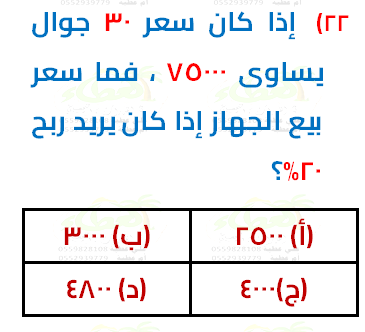 ٢٢) إذا كان سعر ٣٠ جوال
يساوى ٧٥٠٠٠ ، فما سعر
بيع الجهاز إذا كان يريد ربح
٢٠%؟
(أ) ٢٥٠٠
(ب) ٣٠٠٠
(ج) ٤٠٠٠
(د) ٤٨٠٠